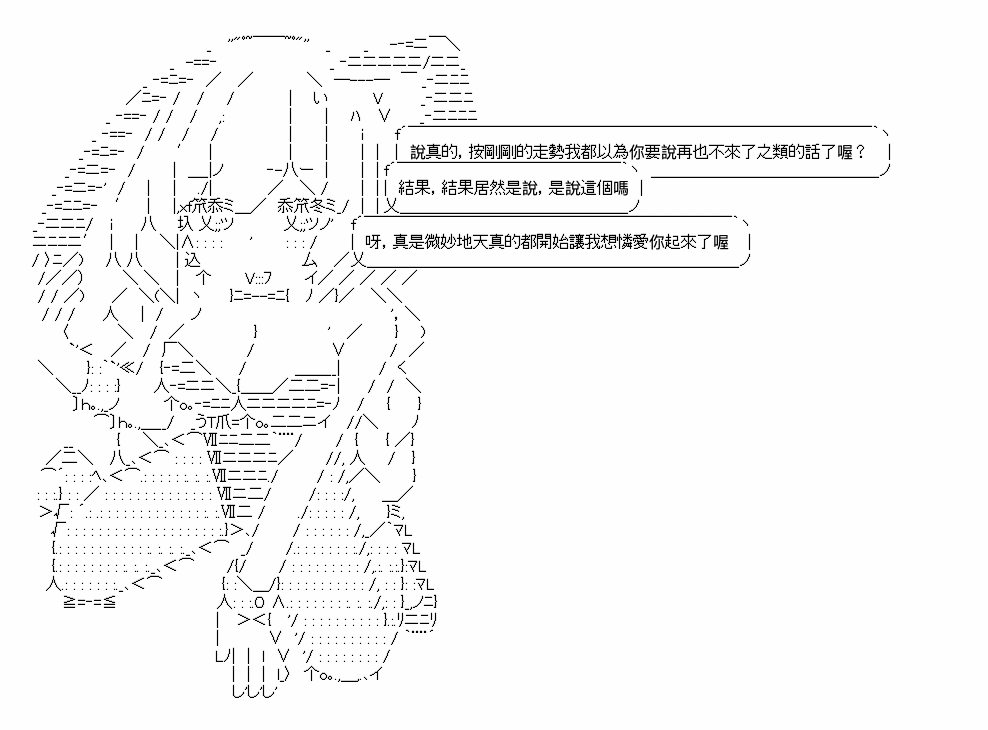 說真的，按剛剛的走勢我都以為你要說再也不來了之類的話了喔？
結果，結果居然是說，是說這個嗎
呀，真是微妙地天真的都開始讓我想憐愛你起來了喔